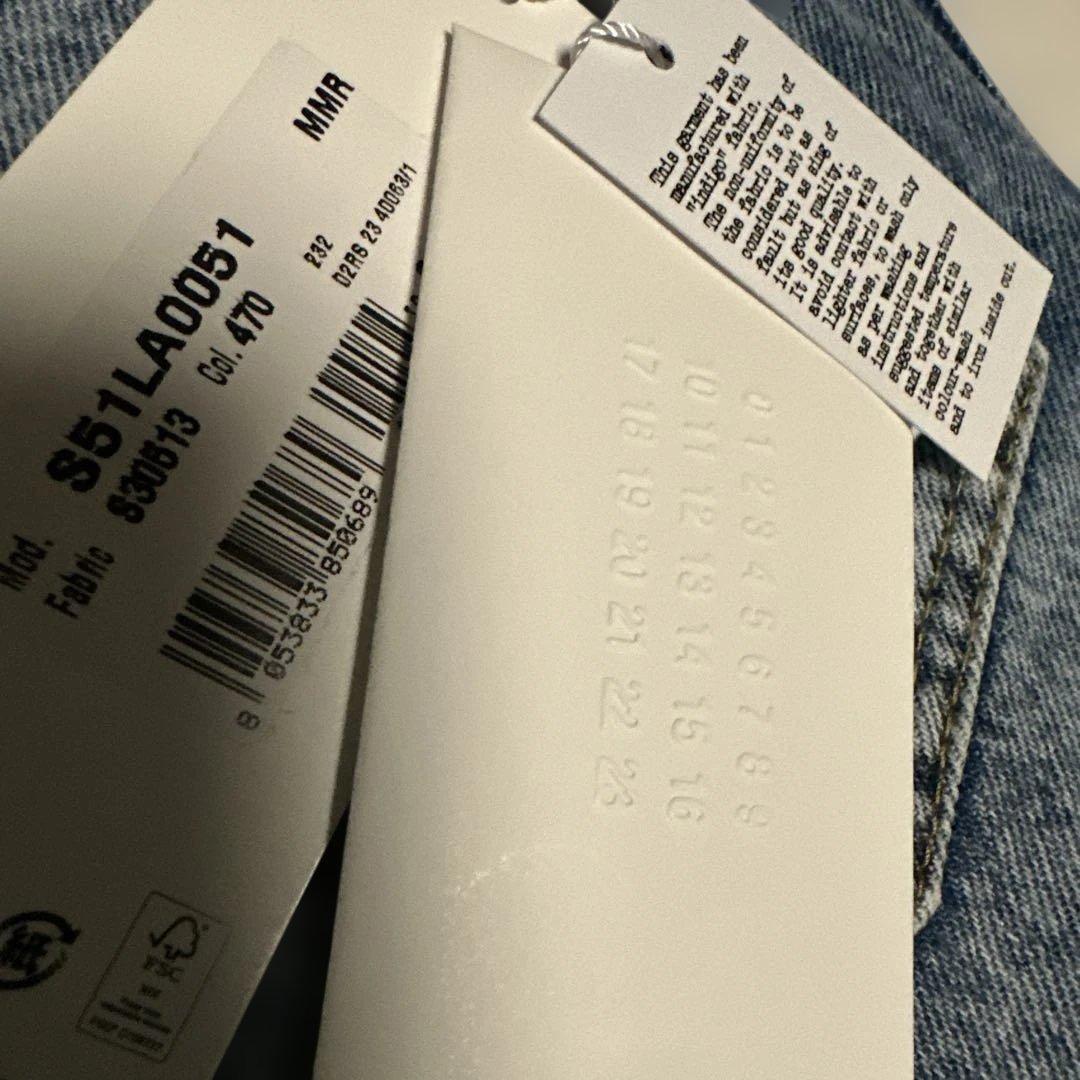 MMR
Mod. S51LA0051
Fabric S30613 Col. 470
232
D2RS 23 40063/1
8 053833 850689
0 1 2 3 4 5 6 7 8 9
10 11 12 13 14 15 16
17 18 19 20 21 22 23
This garment has been
manufactured with
"indigo" fabric.
The non-uniformity of
the fabric is to be
considered not as
fault but as sing of
its good quality.
It is adriseable to
avoid contact with
lighter fabric or
surfaces, to wash only
as per washing
instructions and
suggested temperature
and together with
items of similar
colour-wash
and to iron inside out.